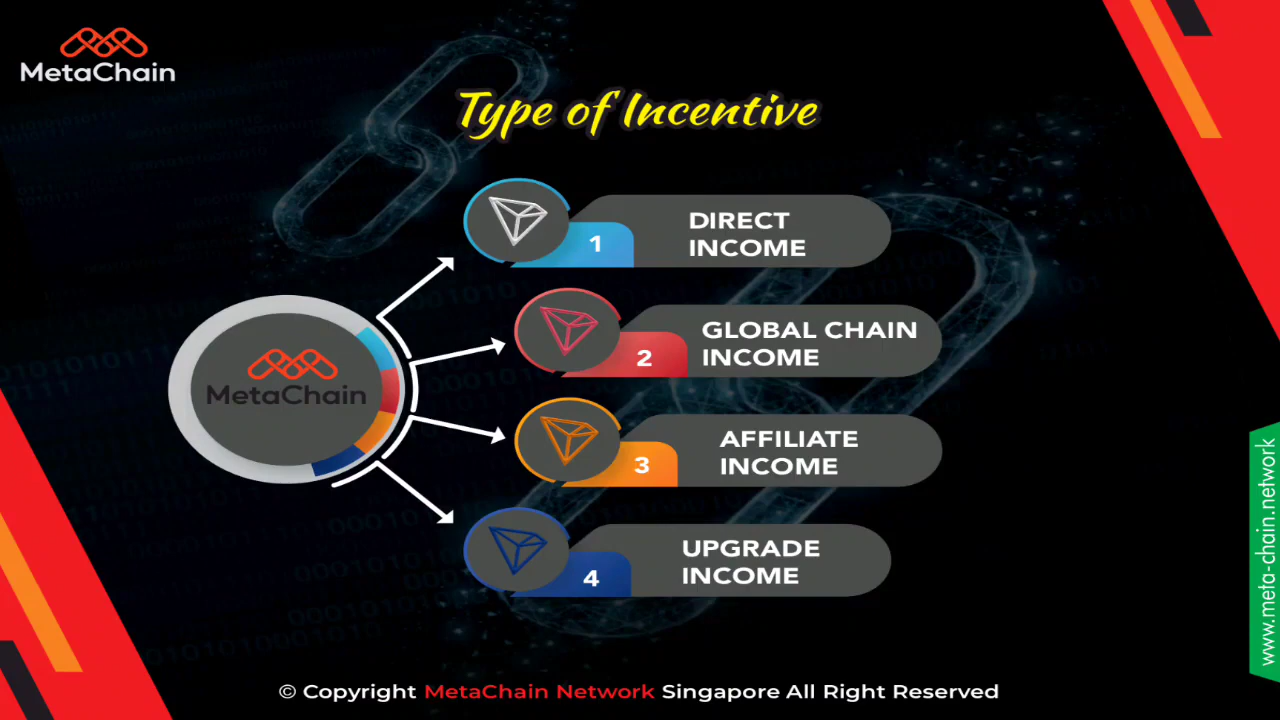 MetaChain
Type of Incentive
1
DIRECT
INCOME
2
GLOBAL CHAIN
INCOME
MetaChain
3
AFFILIATE
INCOME
4
UPGRADE
INCOME
www.meta-chain.network
© Copyright MetaChain Network Singapore All Right Reserved